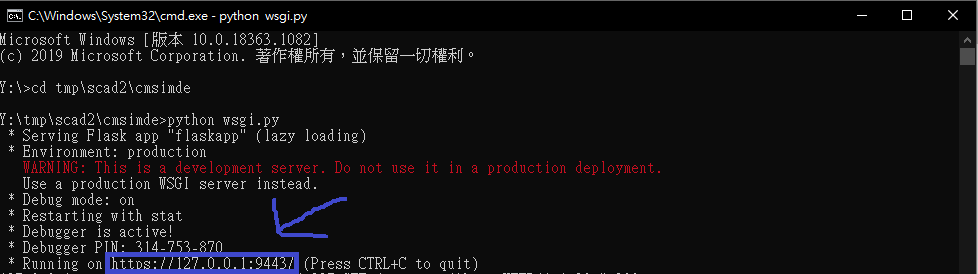 C:\Windows\System32\cmd.exe - python wsgi.py
Microsoft Windows [版本 10.0.18363.1082]
(c) 2019 Microsoft Corporation. 著作權所有，並保留一切權利。
Y:\>cd tmp\scad2\cmsimde
Y:\tmp\scad2\cmsimde>python wsgi.py
* Serving Flask app "flaskapp" (lazy loading)
* Environment: production
WARNING: This is a development server. Do not use it in a production deployment.
Use a production WSGI server instead.
* Debug mode: on
* Restarting with stat
* Debugger is active!
* Debugger PIN: 314-753-870
* Running on https://127.0.0.1:9443/ (Press CTRL+C to quit)